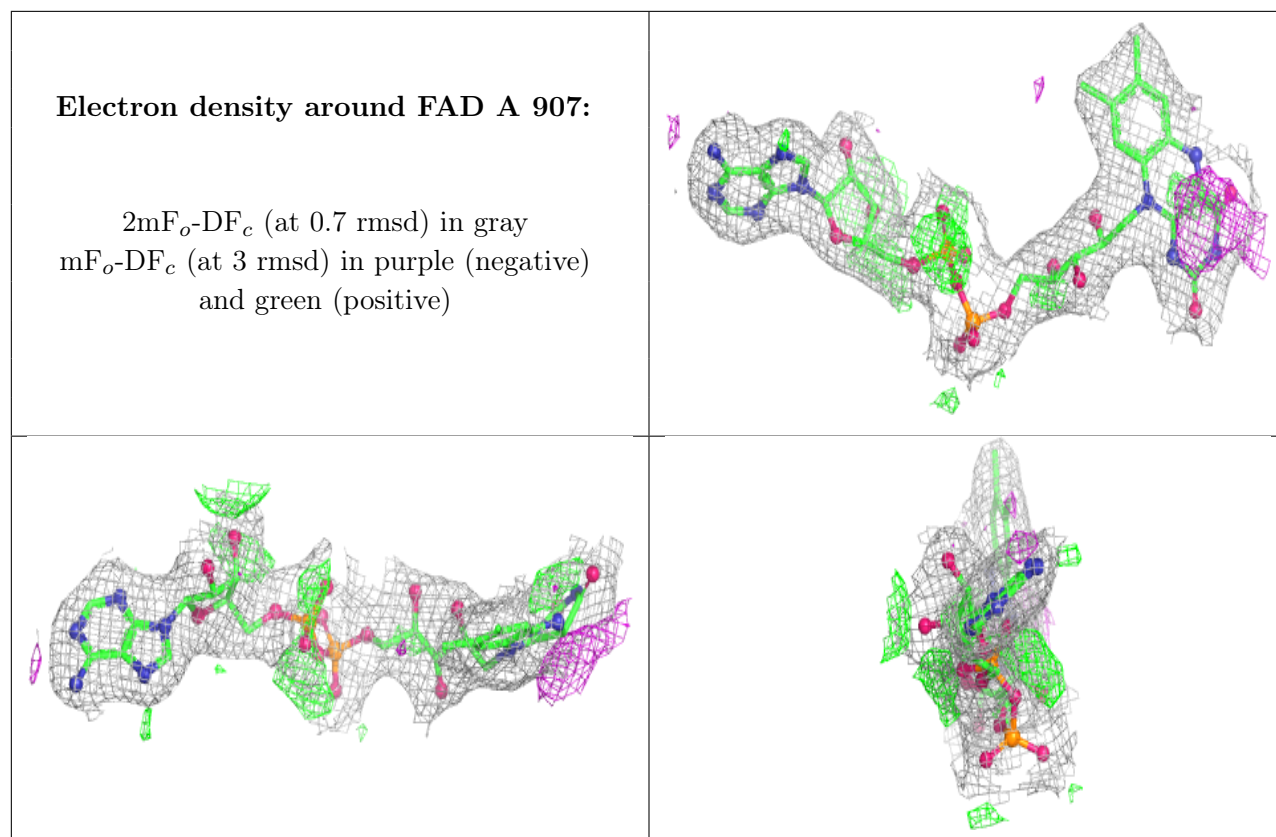 Electron density around FAD A 907:
2mFo-DFc (at 0.7 rmsd) in gray
mFo-DFc (at 3 rmsd) in purple (negative)
and green (positive)